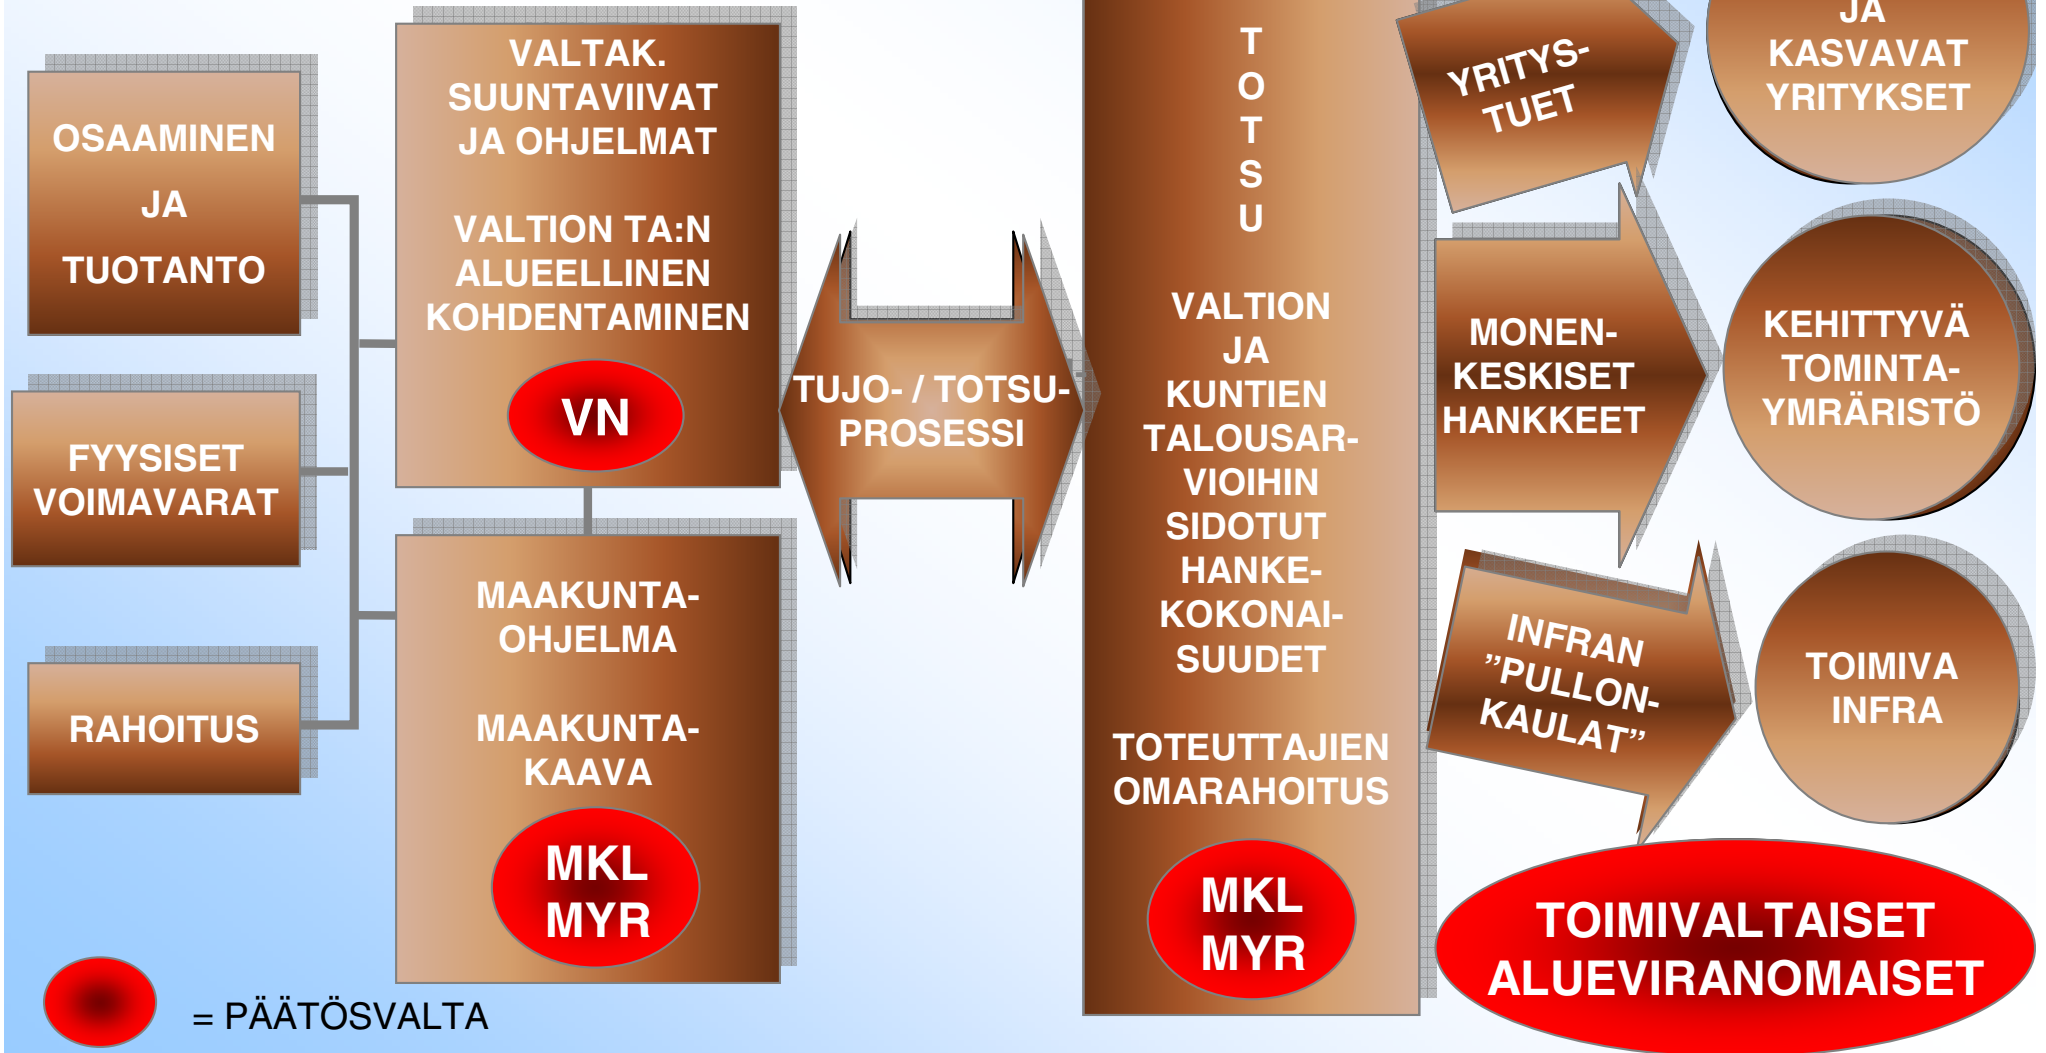 OSAAMINEN
JA
TUOTANTO
FYYSISET
VOIMAVARAT
RAHOITUS
VALTAK.
SUUNTAVIIVAT
JA OHJELMAT
VALTION TA:N
ALUEELLINEN
KOHDENTAMINEN
VN
MAAKUNTA-
OHJELMA
MAAKUNTA-
KAAVA
MKL
MYR
TUJO- / TOTSU-
PROSESSI
T
O
T
S
U
VALTION
JA
KUNTIEN
TALOUSAR-
VIOIHIN
SIDOTUT
HANKE-
KOKONAI-
SUUDET
TOTEUTTAJIEN
OMARAHOITUS
MKL
MYR
YRITYS-
TUET
MONEN-
KESKISET
HANKKEET
INFRAN
”PULLON-
KAULAT”
JA
KASVAVAT
YRITYKSET
KEHITTYVÄ
TOMINTA-
YMRÄRISTÖ
TOIMIVA
INFRA
TOIMIVALTAISET
ALUEVIRANOMAISET
= PÄÄTÖSVALTA